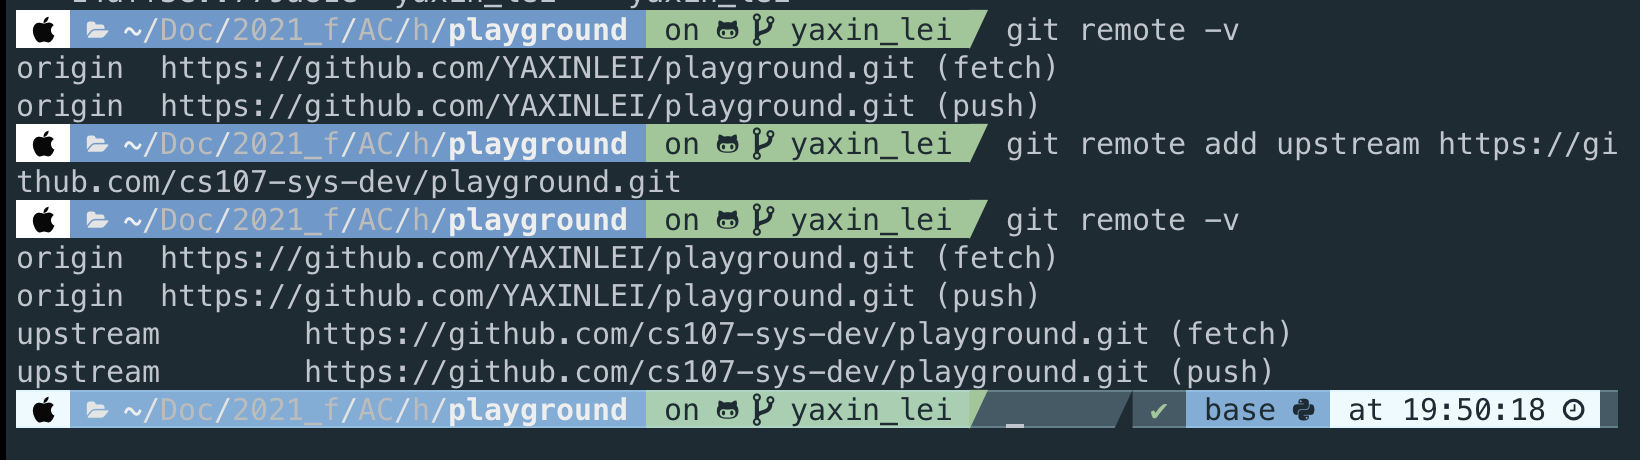 ~/Doc/2021_f/AC/h/playground on yaxin_lei git remote -v
origin  https://github.com/YAXINLEI/playground.git (fetch)
origin  https://github.com/YAXINLEI/playground.git (push)
~/Doc/2021_f/AC/h/playground on yaxin_lei git remote add upstream https://gi
thub.com/cs107-sys-dev/playground.git
~/Doc/2021_f/AC/h/playground on yaxin_lei git remote -v
origin  https://github.com/YAXINLEI/playground.git (fetch)
origin  https://github.com/YAXINLEI/playground.git (push)
upstream        https://github.com/cs107-sys-dev/playground.git (fetch)
upstream        https://github.com/cs107-sys-dev/playground.git (push)
~/Doc/2021_f/AC/h/playground on yaxin_lei _ ✔ base at 19:50:18